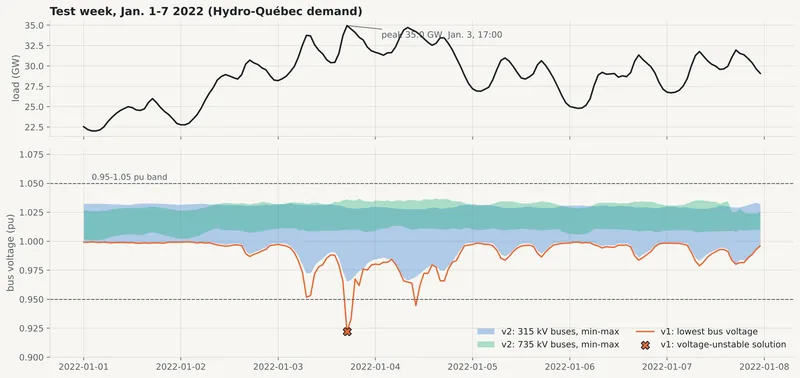 Test week, Jan. 1-7 2022 (Hydro-Québec demand)
35.0
32.5
30.0
27.5
25.0
22.5
load (GW)
peak 35.0 GW, Jan. 3, 17:00
1.075
1.050
1.025
1.000
0.975
0.950
0.925
0.900
bus voltage (pu)
0.95-1.05 pu band
v2: 315 kV buses, min-max
v2: 735 kV buses, min-max
v1: lowest bus voltage
v1: voltage-unstable solution
2022-01-01
2022-01-02
2022-01-03
2022-01-04
2022-01-05
2022-01-06
2022-01-07
2022-01-08